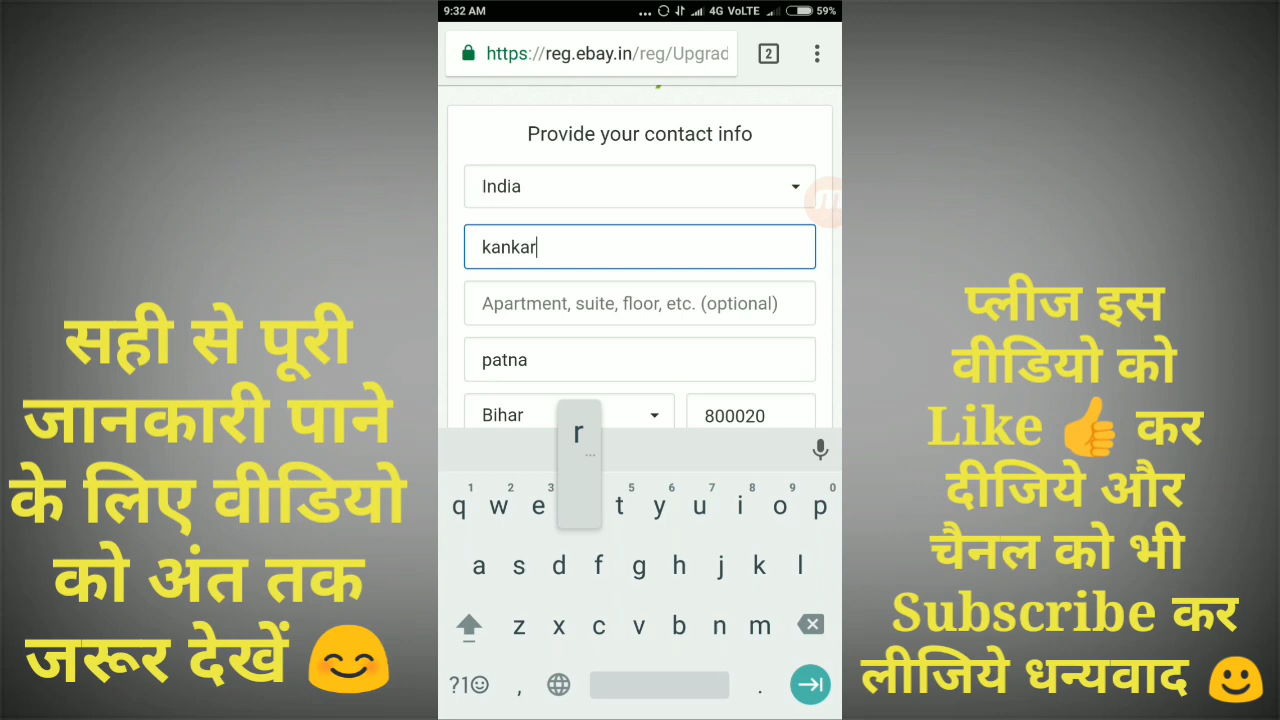 9:32 AM
4G VoLTE
59%
https://reg.ebay.in/reg/Upgrad
2
Provide your contact info
India
kankar
Apartment, suite, floor, etc. (optional)
patna
Bihar
800020
सही से पूरी
जानकारी पाने
के लिए वीडियो
को अंत तक
जरूर देखें 😊
प्लीज इस
वीडियो को
Like 👍 कर
दीजिये और
चैनल को भी
Subscribe कर
लीजिये धन्यवाद 🙂
r
...
1 2 3 5 6 7 8 9 0
q w e t y u i o p
a s d f g h j k l
z x c v b n m
?1☺ , .